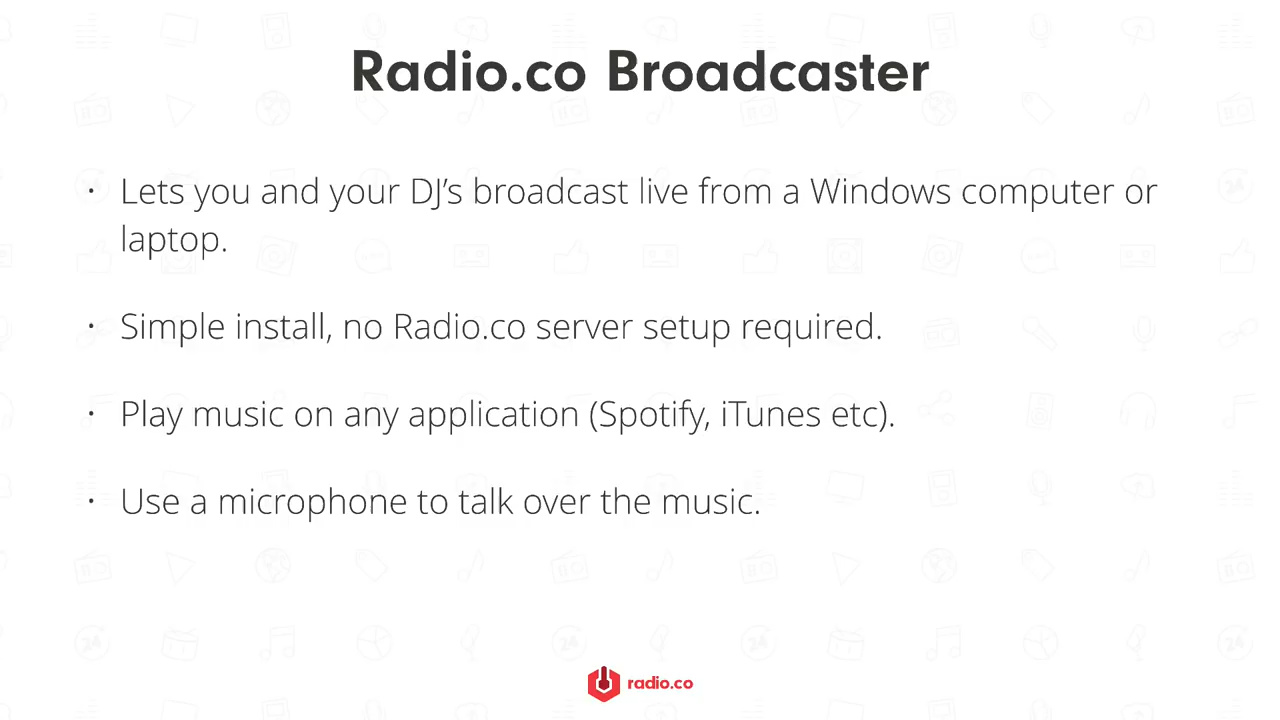 Radio.co Broadcaster
· Lets you and your DJ’s broadcast live from a Windows computer or
laptop.
· Simple install, no Radio.co server setup required.
· Play music on any application (Spotify, iTunes etc).
· Use a microphone to talk over the music.
radio.co